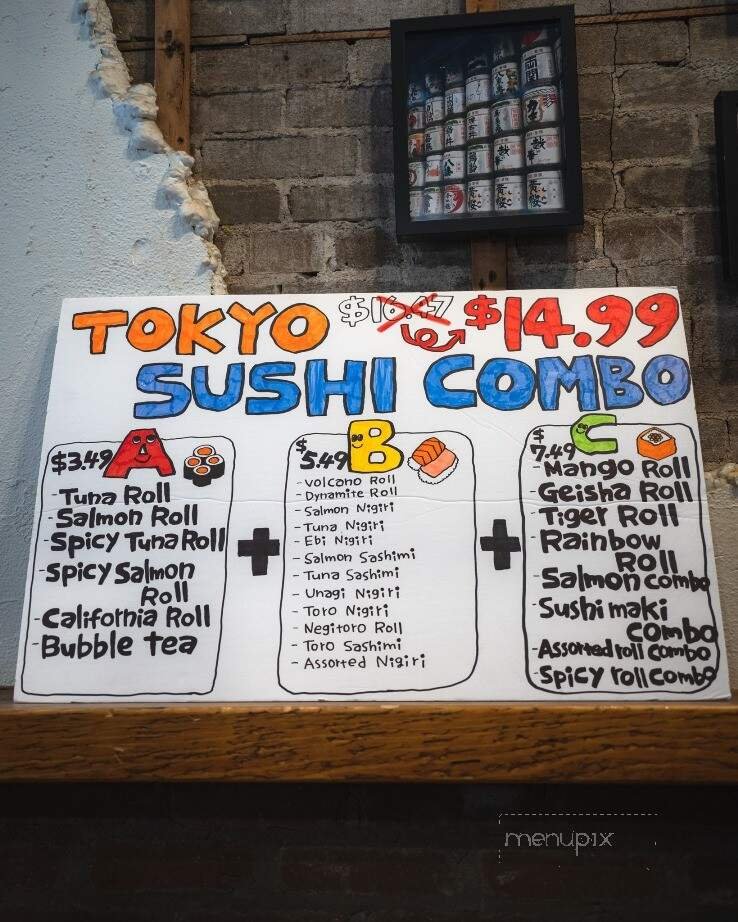 TOKYO $16.47 $14.99
SUSHI COMBO
$3.49 A
- Tuna Roll
- Salmon Roll
- Spicy Tuna Roll
- Spicy Salmon
Roll
- California Roll
- Bubble tea
+
$5.49 B
- Volcano Roll
- Dynamite Roll
- Salmon Nigiri
- Tuna Nigiri
- Ebi Nigiri
- Salmon Sashimi
- Tuna Sashimi
- Unagi Nigiri
- Toro Nigiri
- Negitoro Roll
- Toro Sashimi
- Assorted Nigiri
+
$7.49 C
- Mango Roll
- Geisha Roll
- Tiger Roll
- Rainbow
Roll
- Salmon combo
- Sushi maki
combo
- Assorted roll combo
- Spicy roll combo
menupix